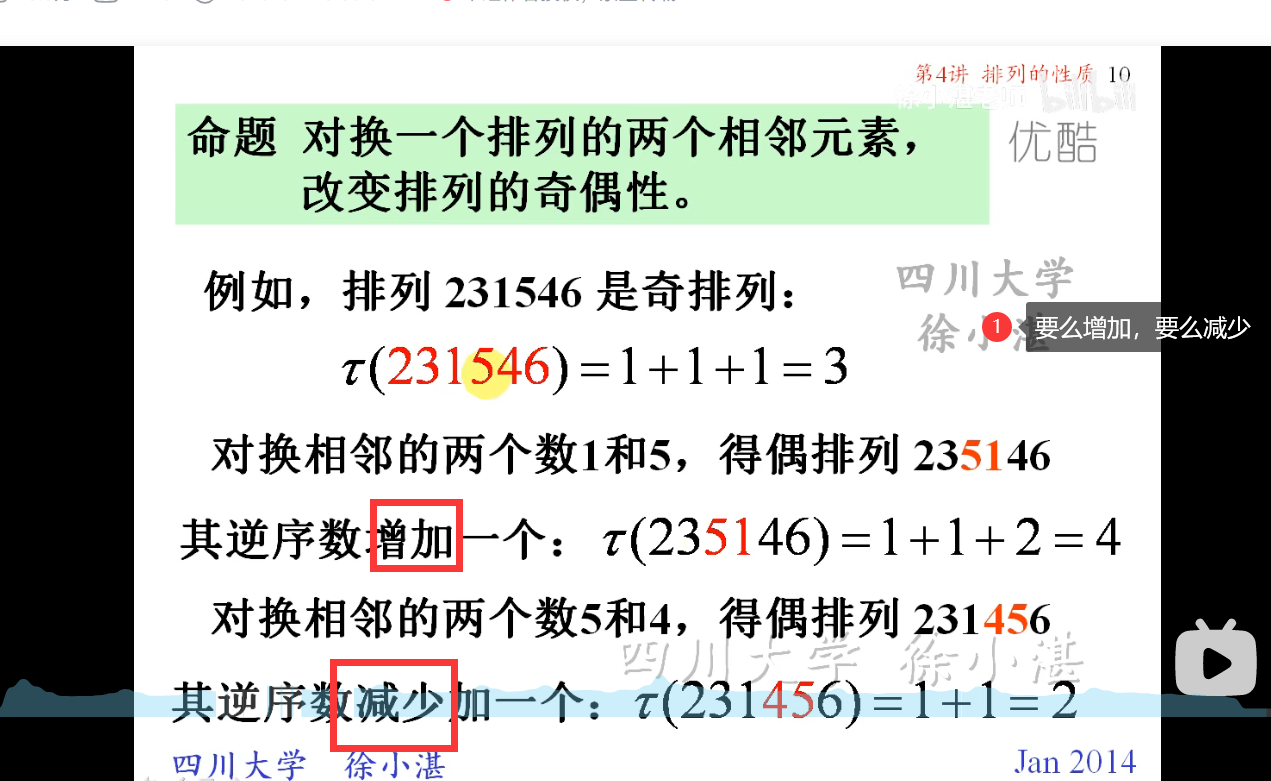 第4讲 排列的性质 10
徐小湛老师 bilibili
命题 对换一个排列的两个相邻元素，
优酷
改变排列的奇偶性。
例如，排列 231546 是奇排列：
四川大学
徐小湛
1 要么增加，要么减少
τ(231546)=1+1+1=3
对换相邻的两个数1和5，得偶排列 235146
其逆序数增加一个：τ(235146)=1+1+2=4
对换相邻的两个数5和4，得偶排列 231456
四川大学 徐小湛
其逆序数减少加一个：τ(231456)=1+1=2
四川大学 徐小湛 Jan 2014